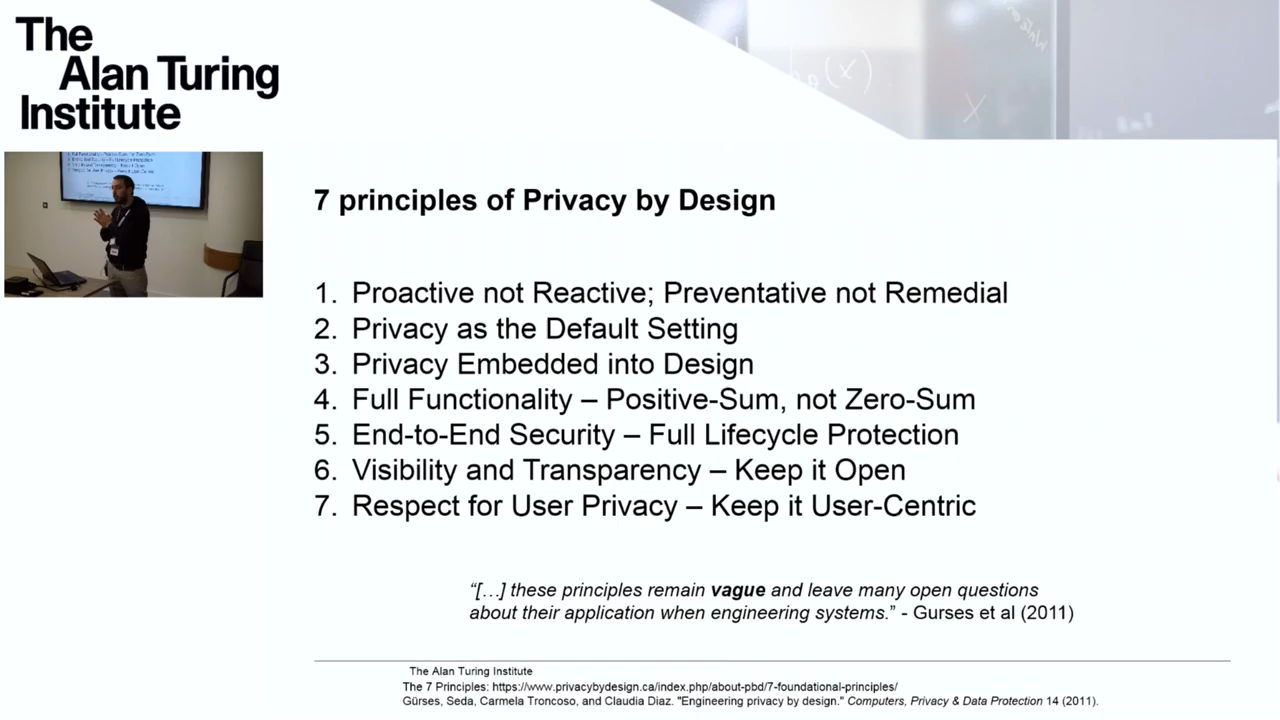 The
Alan Turing
Institute
7 principles of Privacy by Design
1. Proactive not Reactive; Preventative not Remedial
2. Privacy as the Default Setting
3. Privacy Embedded into Design
4. Full Functionality – Positive-Sum, not Zero-Sum
5. End-to-End Security – Full Lifecycle Protection
6. Visibility and Transparency – Keep it Open
7. Respect for User Privacy – Keep it User-Centric
“[…] these principles remain vague and leave many open questions
about their application when engineering systems.” - Gurses et al (2011)
The Alan Turing Institute
The 7 Principles: https://www.privacybydesign.ca/index.php/about-pbd/7-foundational-principles/
Gürses, Seda, Carmela Troncoso, and Claudia Diaz. "Engineering privacy by design." Computers, Privacy & Data Protection 14 (2011).